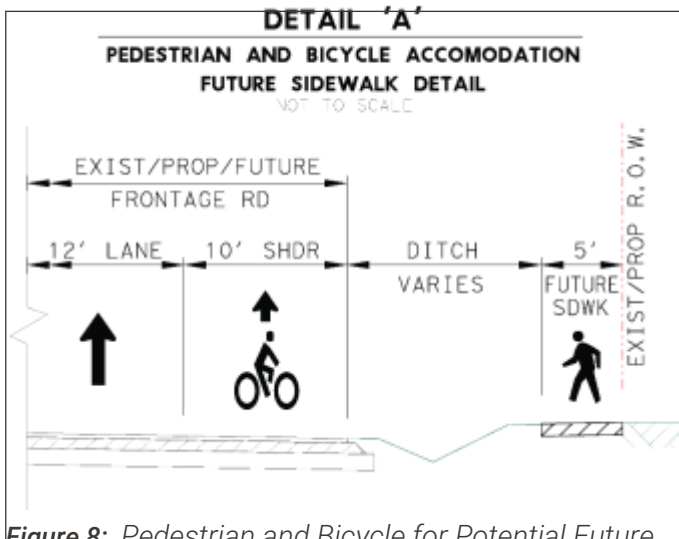 DETAIL 'A'
PEDESTRIAN AND BICYCLE ACCOMODATION
FUTURE SIDEWALK DETAIL
NOT TO SCALE
EXIST/PROP/FUTURE
FRONTAGE RD
12' LANE
10' SHDR
DITCH
VARIES
5'
FUTURE
SDWK
EXIST/PROP R.O.W.
Figure 8: Pedestrian and Bicycle for Potential Future